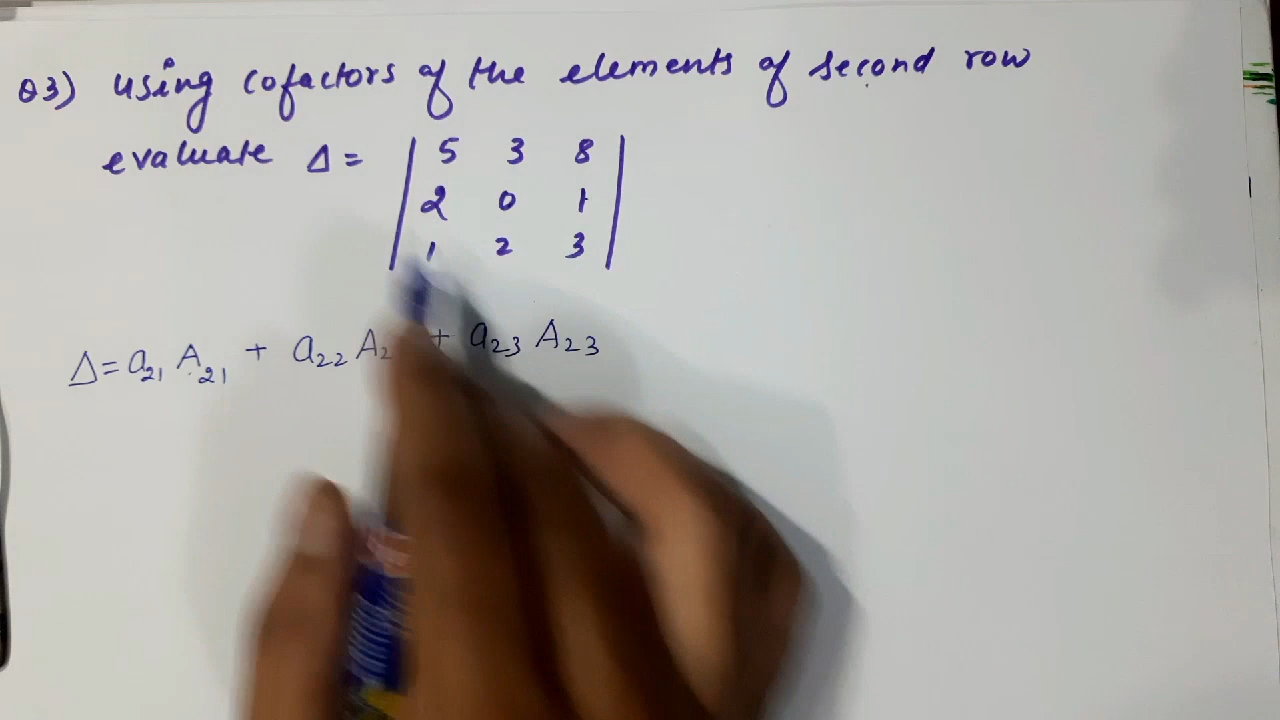 Q3) using cofactors of the elements of second row
evaluate Δ = | 5 3 8 |
| 2 0 1 |
| 1 2 3 |
Δ = a21 A21 + a22 A2 + a23 A23